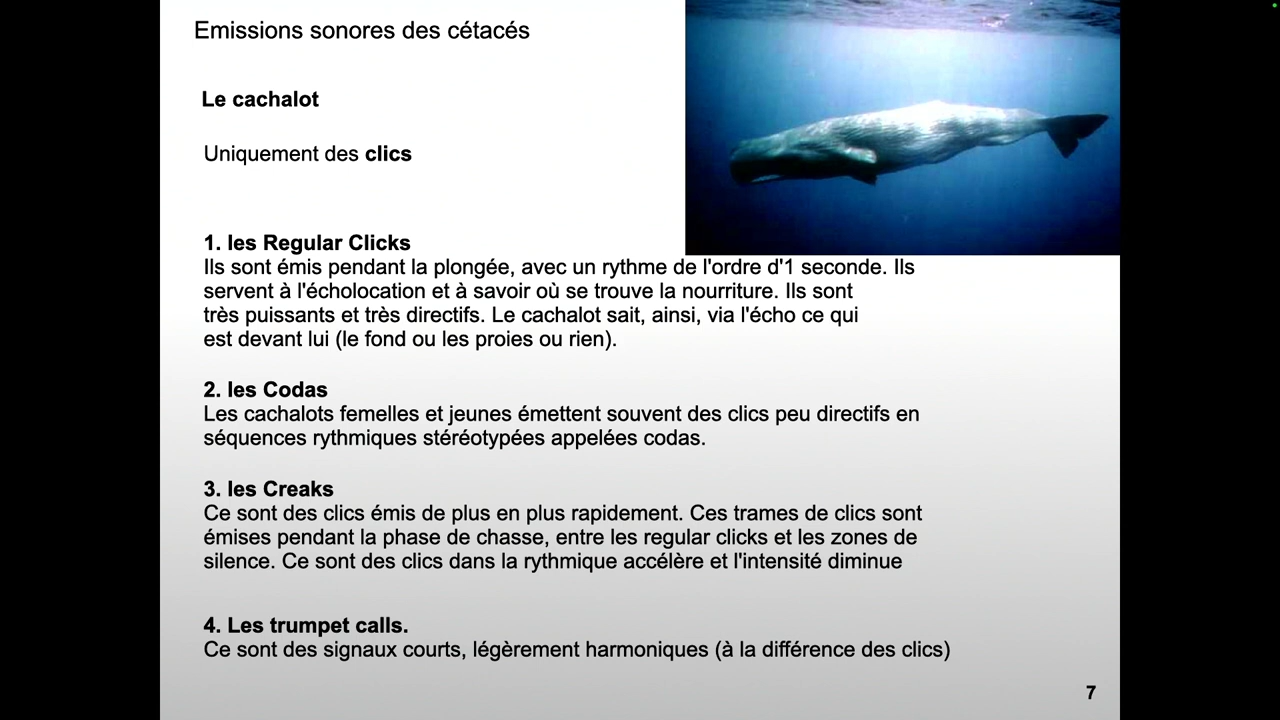 Emissions sonores des cétacés
Le cachalot
Uniquement des clics
1. les Regular Clicks
Ils sont émis pendant la plongée, avec un rythme de l'ordre d'1 seconde. Ils
servent à l'écholocation et à savoir où se trouve la nourriture. Ils sont
très puissants et très directifs. Le cachalot sait, ainsi, via l'écho ce qui
est devant lui (le fond ou les proies ou rien).
2. les Codas
Les cachalots femelles et jeunes émettent souvent des clics peu directifs en
séquences rythmiques stéréotypées appelées codas.
3. les Creaks
Ce sont des clics émis de plus en plus rapidement. Ces trames de clics sont
émises pendant la phase de chasse, entre les regular clicks et les zones de
silence. Ce sont des clics dans la rythmique accélère et l'intensité diminue
4. Les trumpet calls.
Ce sont des signaux courts, légèrement harmoniques (à la différence des clics)
7